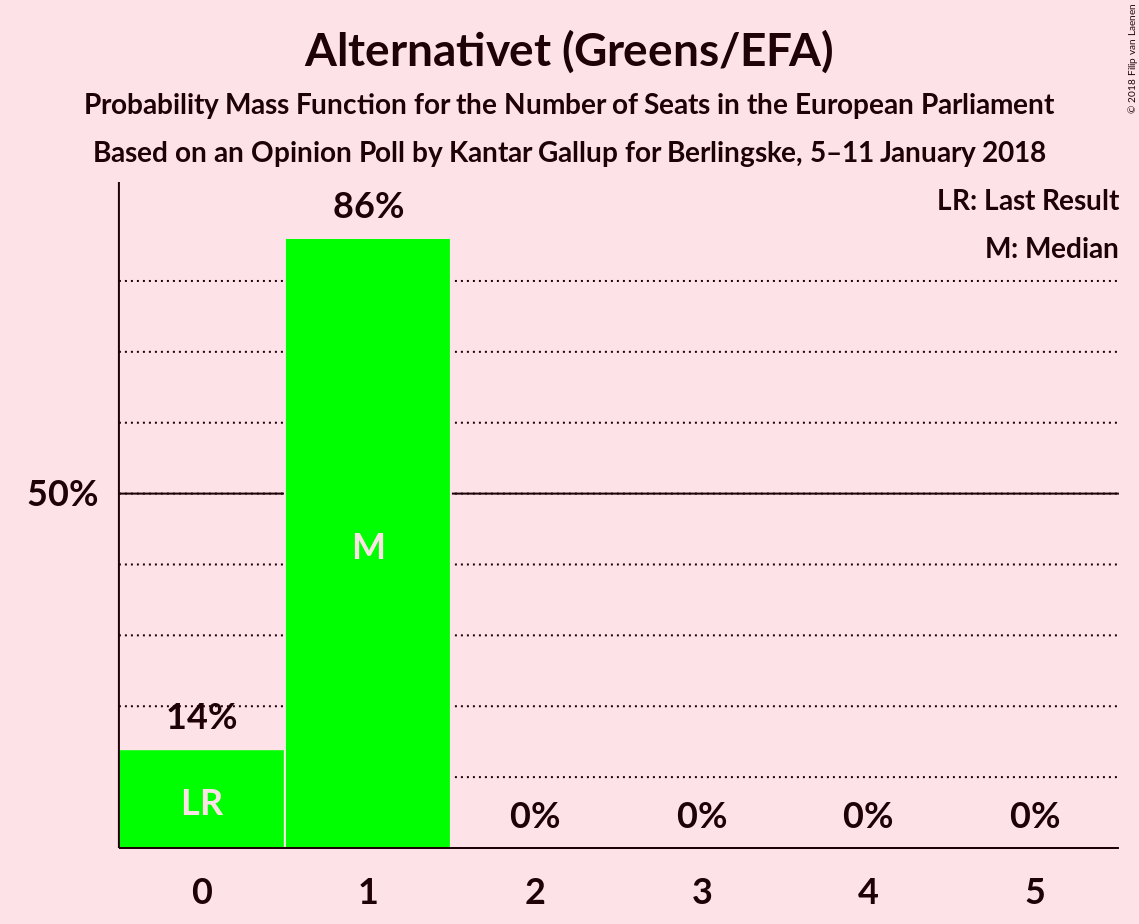 Alternativet (Greens/EFA)
Probability Mass Function for the Number of Seats in the European Parliament
Based on an Opinion Poll by Kantar Gallup for Berlingske, 5–11 January 2018
© 2018 Filip van Laenen
LR: Last Result
M: Median
86%
50%
M
14%
LR
0% 0% 0% 0%
0 1 2 3 4 5